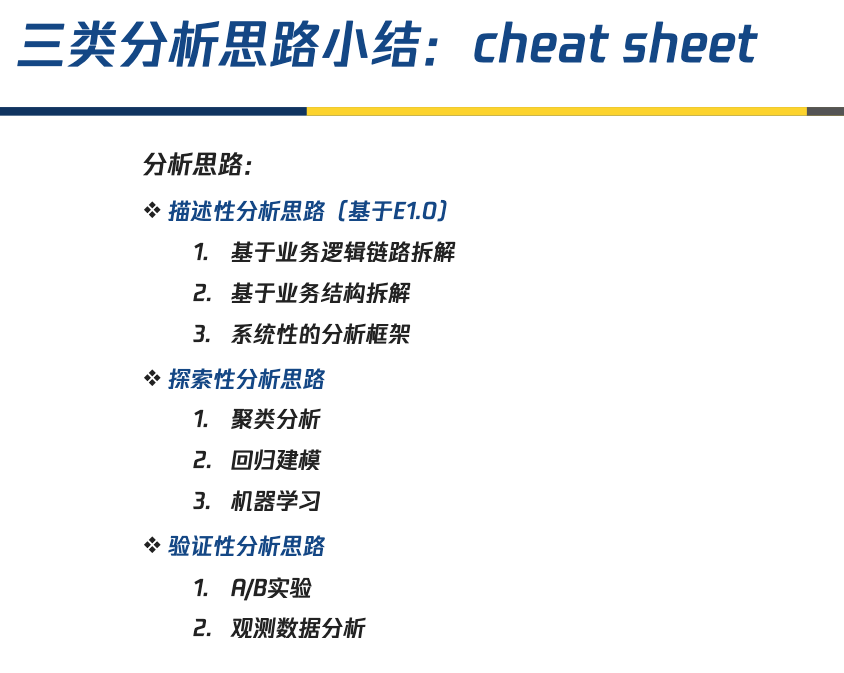 三类分析思路小结：cheat sheet
分析思路：
❖ 描述性分析思路（基于E1.0）
1. 基于业务逻辑链路拆解
2. 基于业务结构拆解
3. 系统性的分析框架
❖ 探索性分析思路
1. 聚类分析
2. 回归建模
3. 机器学习
❖ 验证性分析思路
1. A/B实验
2. 观测数据分析